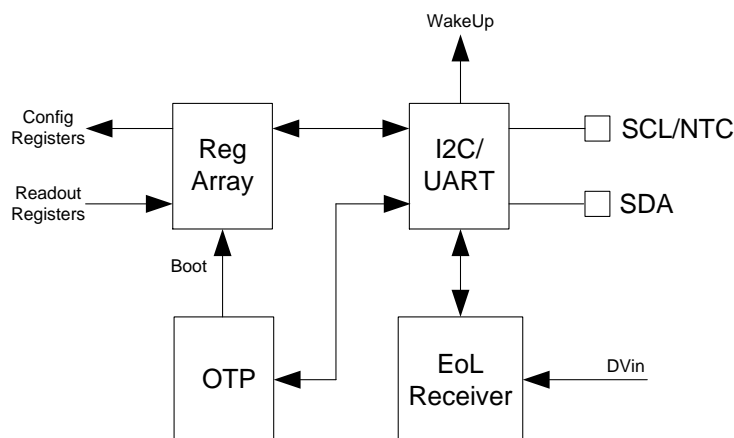 WakeUp
Config
Registers
Reg
Array
I2C/
UART
SCL/NTC
Readout
Registers
SDA
Boot
OTP
EoL
Receiver
DVin